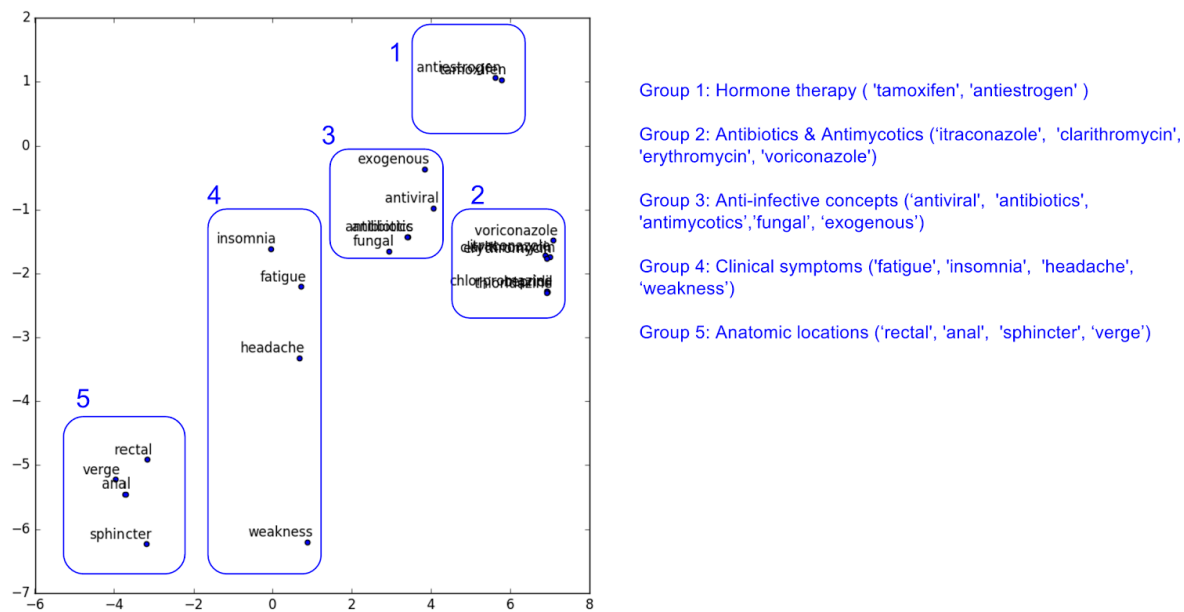 2
1
antiestrogen
tamoxifen
1
Group 1: Hormone therapy ( 'tamoxifen', 'antiestrogen' )
0
3
exogenous
Group 2: Antibiotics & Antimycotics (‘itraconazole', 'clarithromycin',
'erythromycin', 'voriconazole')
4
antiviral
2
−1
Group 3: Anti-infective concepts (‘antiviral', 'antibiotics',
'antimycotics’,’fungal’, ‘exogenous’)
insomnia
antibiotics
fungal
voriconazole
itraconazole
erythromycin
−2
fatigue
Group 4: Clinical symptoms ('fatigue', 'insomnia', 'headache',
‘weakness’)
thioridazine
−3
headache
Group 5: Anatomic locations (‘rectal', 'anal', 'sphincter', ‘verge’)
−4
5
rectal
−5
verge
anal
−6
sphincter
weakness
−7
−6 −4 −2 0 2 4 6 8